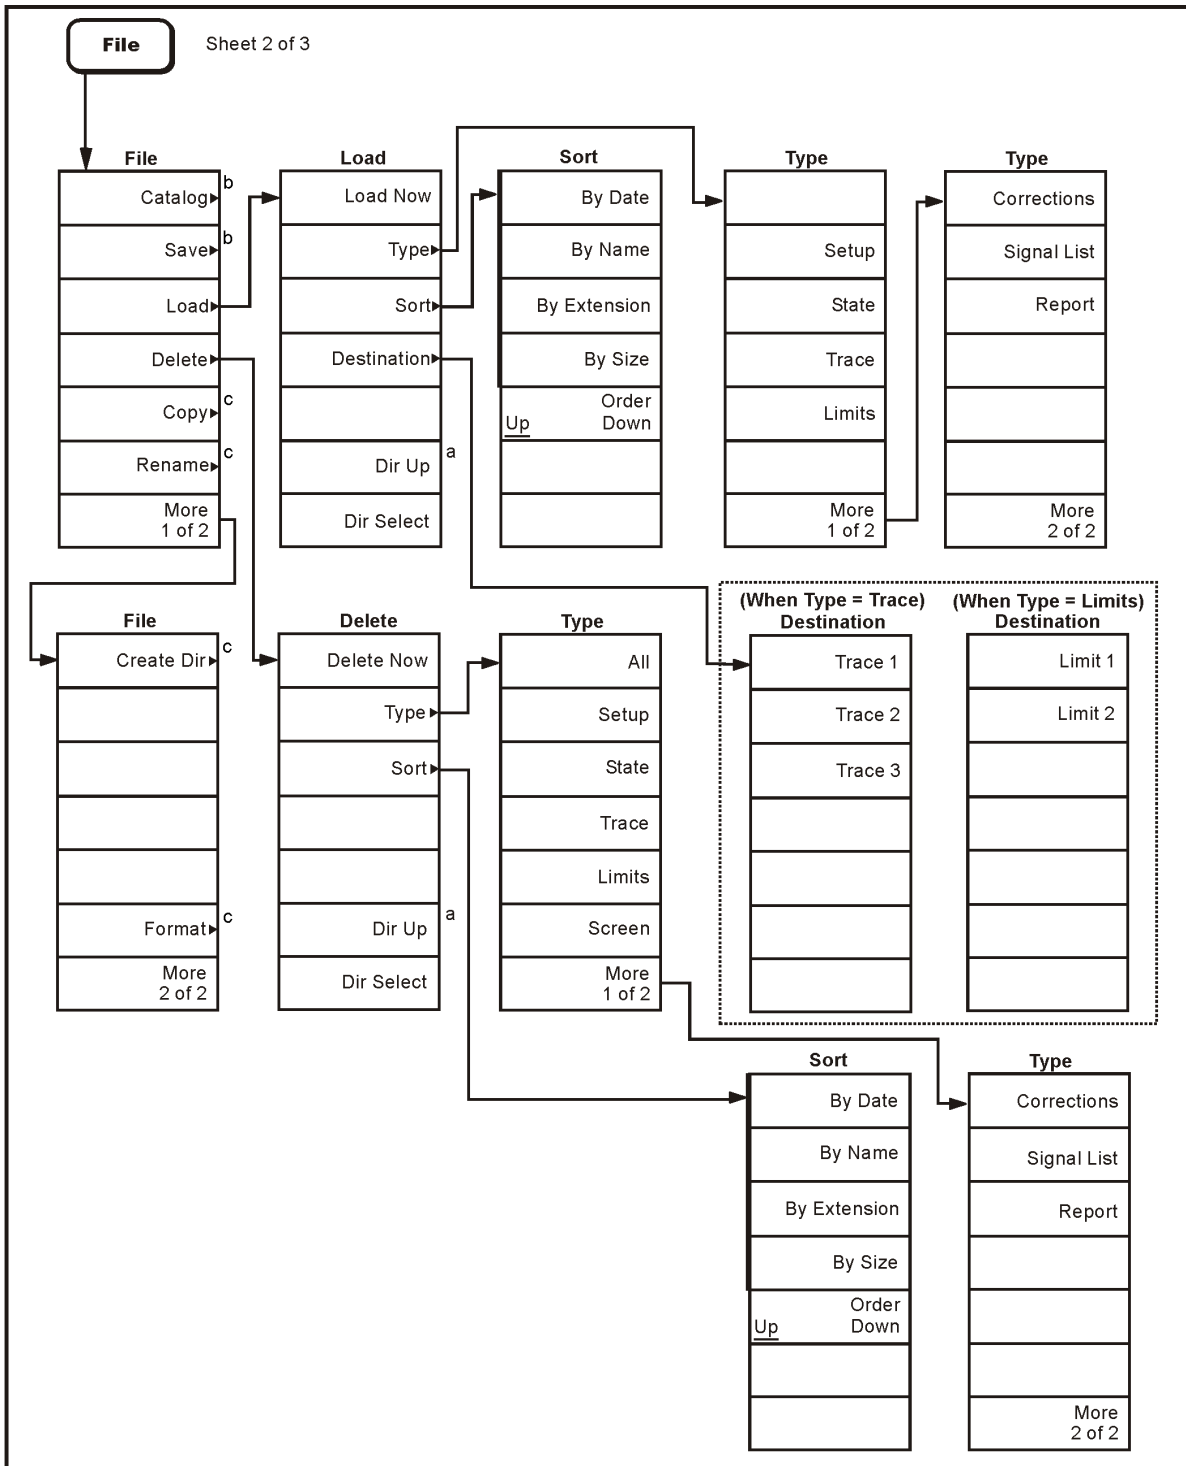 File
Sheet 2 of 3
File
Catalog b
Save b
Load
Delete
Copy c
Rename c
More
1 of 2
Load
Load Now
Type
Sort
Destination
Dir Up a
Dir Select
Sort
By Date
By Name
By Extension
By Size
Order
Up Down
Type
Setup
State
Trace
Limits
More
1 of 2
Type
Corrections
Signal List
Report
More
2 of 2
File
Create Dir c
Format c
More
2 of 2
Delete
Delete Now
Type
Sort
Dir Up a
Dir Select
Type
All
Setup
State
Trace
Limits
Screen
More
1 of 2
(When Type = Trace)
Destination
Trace 1
Trace 2
Trace 3
(When Type = Limits)
Destination
Limit 1
Limit 2
Sort
By Date
By Name
By Extension
By Size
Order
Up Down
Type
Corrections
Signal List
Report
More
2 of 2